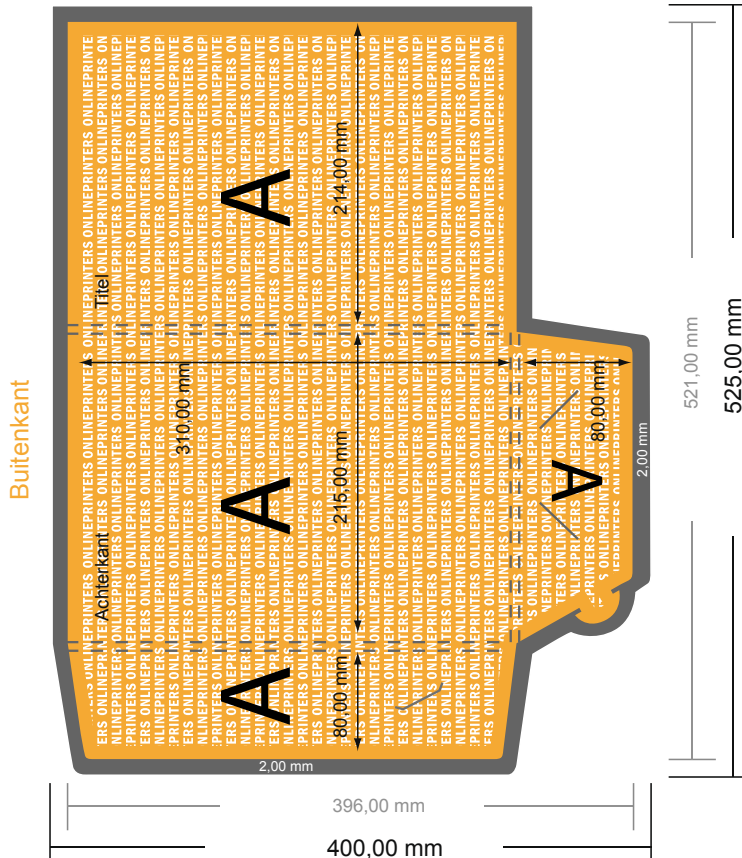 Buitenkant
Titel
Achterkant
A
A
A
A
214,00 mm
310,00 mm
215,00 mm
80,00 mm
80,00 mm
2,00 mm
2,00 mm
521,00 mm
525,00 mm
396,00 mm
400,00 mm
ONLINEPRINTERS ONLINEPRINTERS ONLINEPRINTERS ONLINEPRINTERS